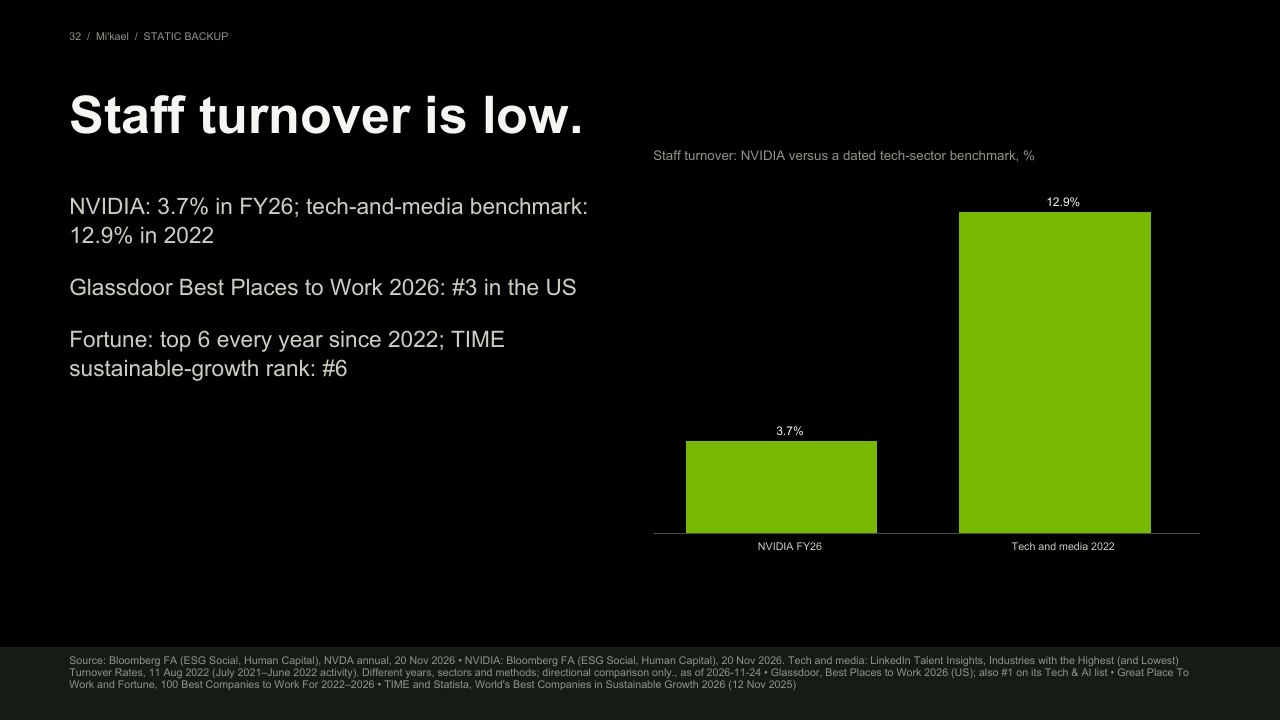 32 / Mi'kael / STATIC BACKUP
Staff turnover is low.
NVIDIA: 3.7% in FY26; tech-and-media benchmark:
12.9% in 2022
Glassdoor Best Places to Work 2026: #3 in the US
Fortune: top 6 every year since 2022; TIME
sustainable-growth rank: #6
Staff turnover: NVIDIA versus a dated tech-sector benchmark, %
12.9%
3.7%
NVIDIA FY26
Tech and media 2022
Source: Bloomberg FA (ESG Social, Human Capital), NVDA annual, 20 Nov 2026 • NVIDIA: Bloomberg FA (ESG Social, Human Capital), 20 Nov 2026. Tech and media: LinkedIn Talent Insights, Industries with the Highest (and Lowest)
Turnover Rates, 11 Aug 2022 (July 2021–June 2022 activity). Different years, sectors and methods; directional comparison only., as of 2026-11-24 • Glassdoor, Best Places to Work 2026 (US); also #1 on its Tech & AI list • Great Place To
Work and Fortune, 100 Best Companies to Work For 2022–2026 • TIME and Statista, World's Best Companies in Sustainable Growth 2026 (12 Nov 2025)